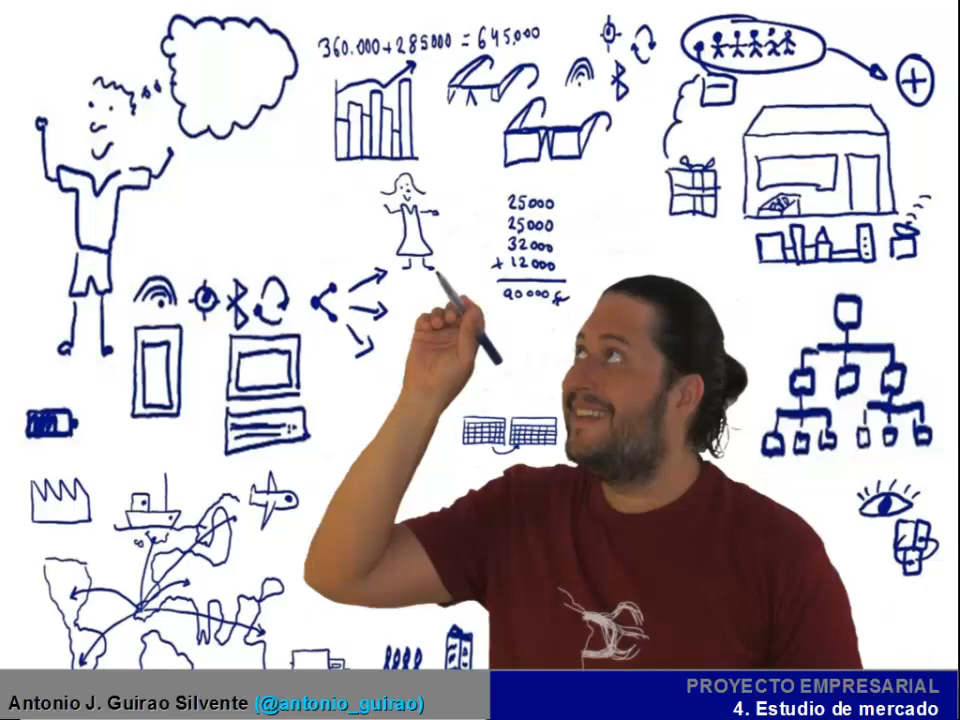 360.000+285000 = 645,000
25000
25000
32000
+ 12000
90000
Antonio J. Guirao Silvente (@antonio_guirao)
PROYECTO EMPRESARIAL
4. Estudio de mercado